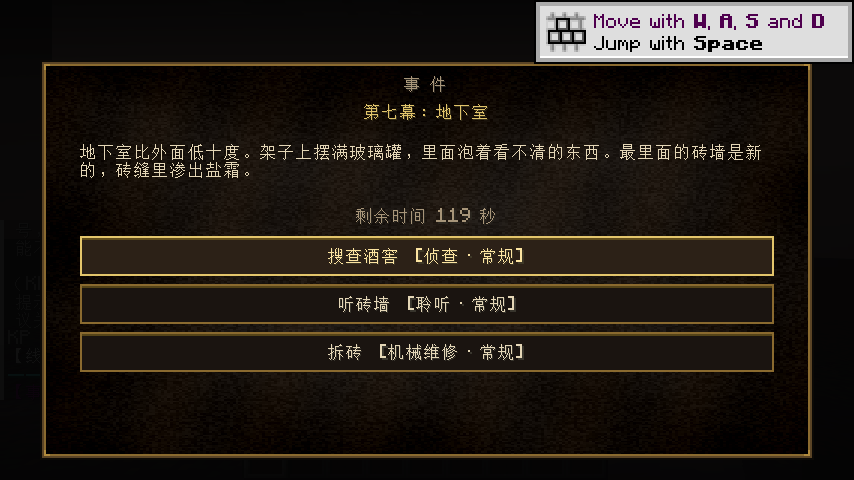 Move with W, A, S and D
Jump with Space
事 件
第七幕：地下室
地下室比外面低十度。架子上摆满玻璃罐，里面泡着看不清的东西。最里面的砖墙是新
的，砖缝里渗出盐霜。
剩余时间 119 秒
搜查酒窖 【侦查 · 常规】
听砖墙 【聆听 · 常规】
拆砖 【机械维修 · 常规】